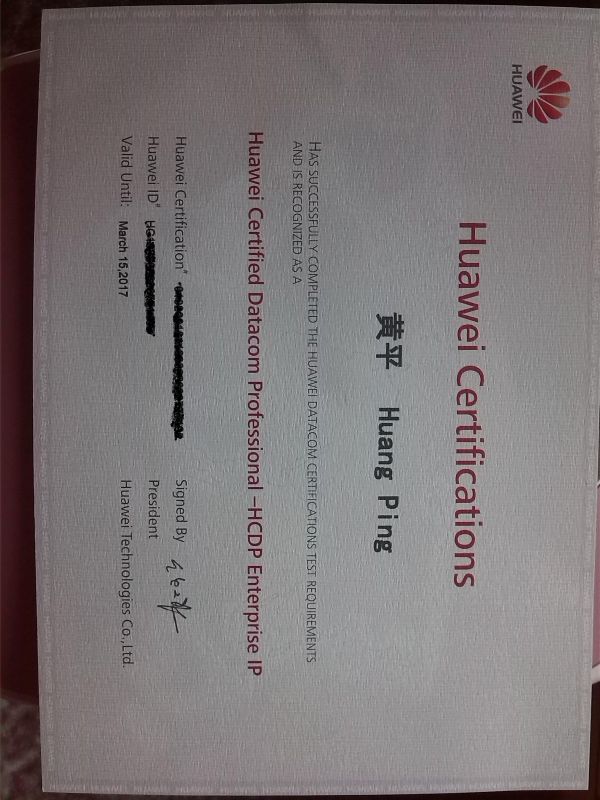 HUAWEI
Huawei Certifications
黄平 Huang Ping
HAS SUCCESSFULLY COMPLETED THE HUAWEI DATACOM CERTIFICATIONS TEST REQUIREMENTS
AND IS RECOGNIZED AS A
Huawei Certified Datacom Professional –HCDP Enterprise IP
Huawei Certification#
Huawei ID#
Valid Until: March 15,2017
Signed By
President
Huawei Technologies Co.,Ltd.